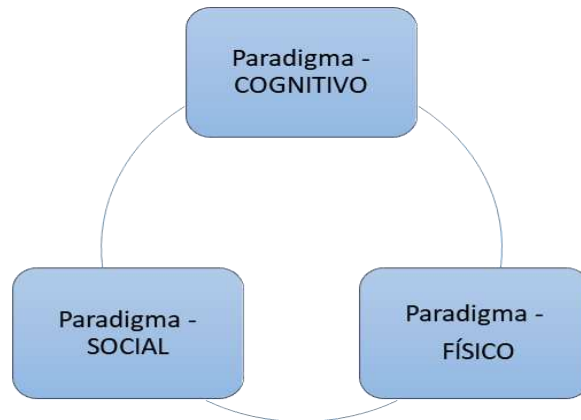 Paradigma -
COGNITIVO
Paradigma -
SOCIAL
Paradigma -
FÍSICO